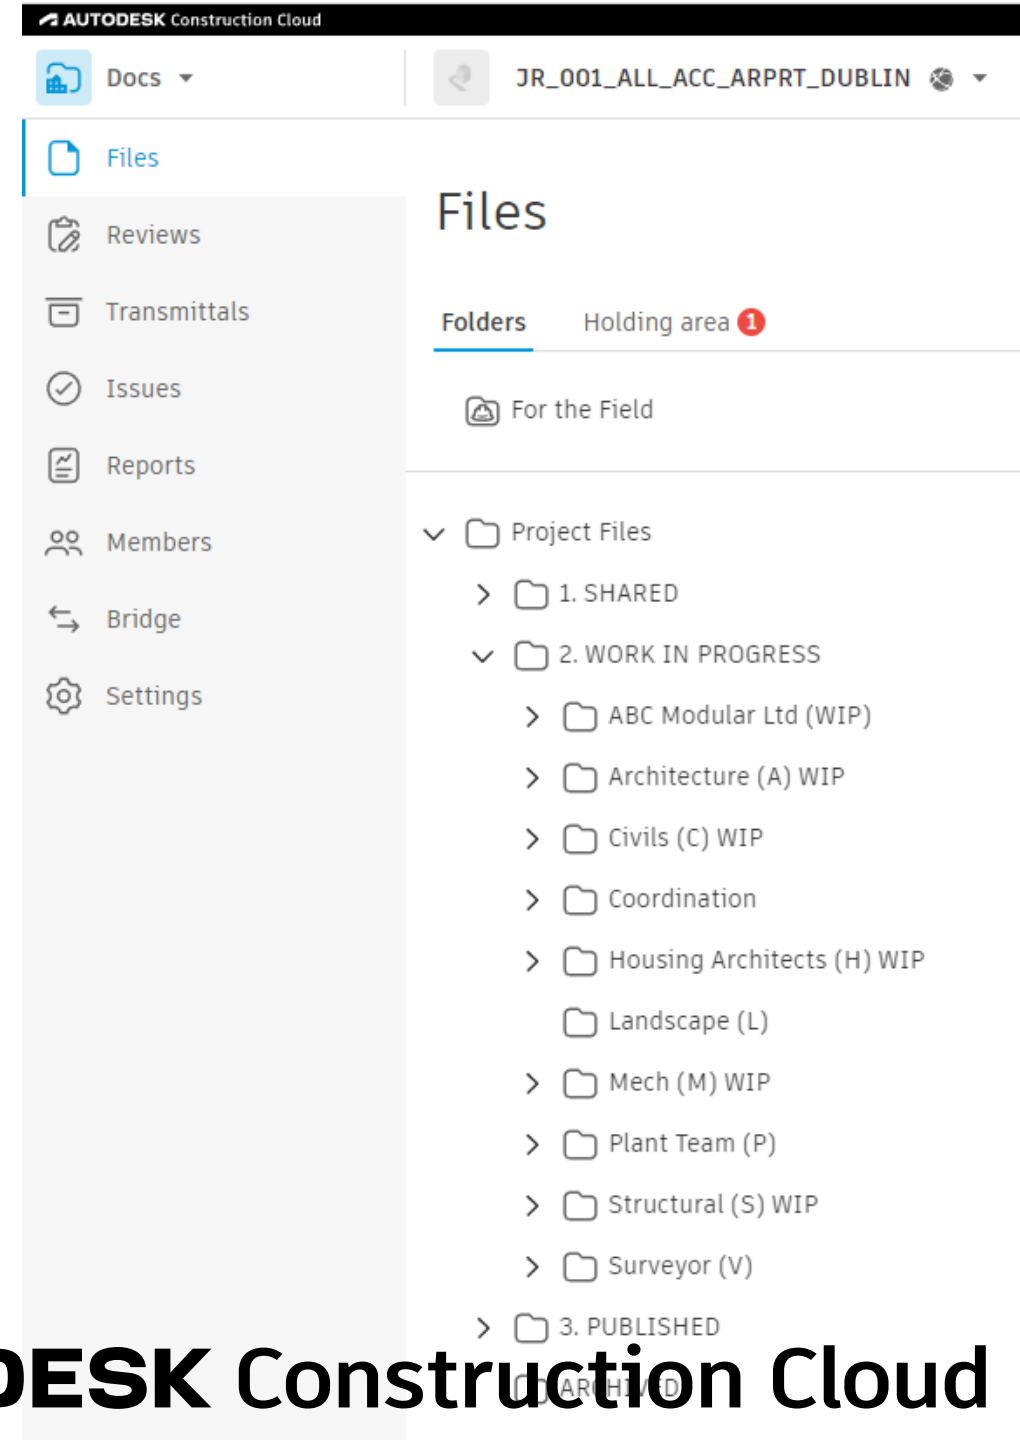 AUTODESK Construction Cloud
Docs
JR_001_ALL_ACC_ARPRT_DUBLIN
Files
Reviews
Transmittals
Issues
Reports
Members
Bridge
Settings
Files
Folders
Holding area 1
For the Field
Project Files
1. SHARED
2. WORK IN PROGRESS
ABC Modular Ltd (WIP)
Architecture (A) WIP
Civils (C) WIP
Coordination
Housing Architects (H) WIP
Landscape (L)
Mech (M) WIP
Plant Team (P)
Structural (S) WIP
Surveyor (V)
3. PUBLISHED
ARCHIVED
DESK Construction Cloud